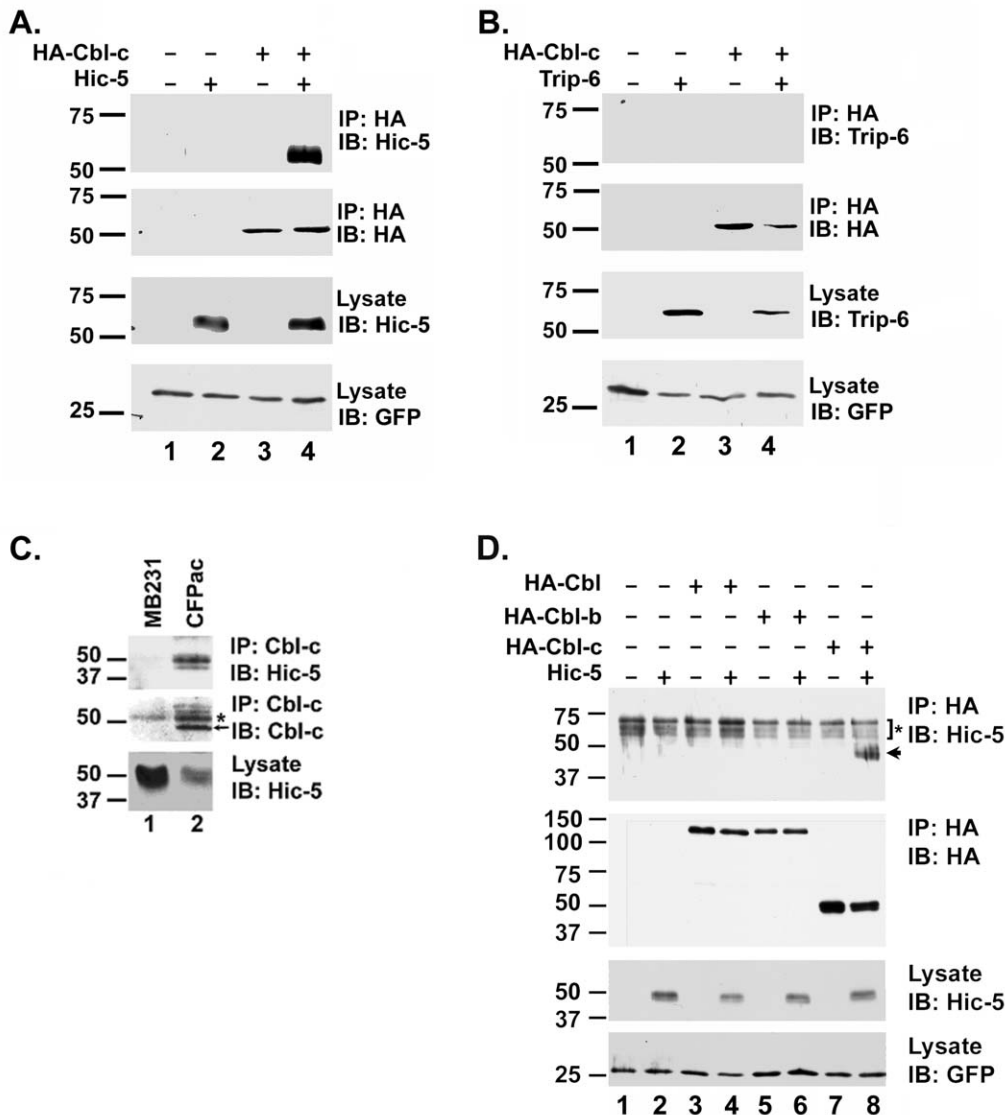 A.
HA-Cbl-c – – + +
Hic-5 – + – +
75
50
IP: HA
IB: Hic-5
75
50
IP: HA
IB: HA
75
50
Lysate
IB: Hic-5
25
Lysate
IB: GFP
1 2 3 4
B.
HA-Cbl-c – – + +
Trip-6 – + – +
75
50
IP: HA
IB: Trip-6
75
50
IP: HA
IB: HA
75
50
Lysate
IB: Trip-6
25
Lysate
IB: GFP
1 2 3 4
C.
MB231
CFPac
50
37
IP: Cbl-c
IB: Hic-5
50
IP: Cbl-c
*
IB: Cbl-c
50
37
Lysate
IB: Hic-5
1 2
D.
HA-Cbl – – + + – – – –
HA-Cbl-b – – – – + + – –
HA-Cbl-c – – – – – – + +
Hic-5 – + – + – + – +
75
50
37
IP: HA
* IB: Hic-5
150
100
75
50
37
IP: HA
IB: HA
50
37
Lysate
IB: Hic-5
25
Lysate
IB: GFP
1 2 3 4 5 6 7 8